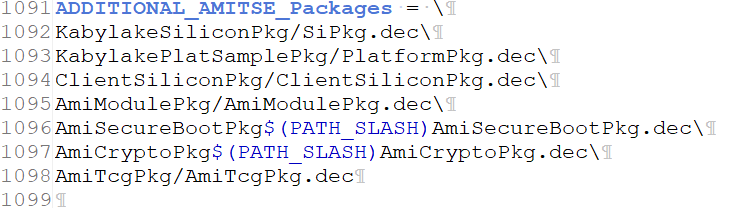 1091 ADDITIONAL_AMITSE_Packages = \¶
1092 KabylakeSiliconPkg/SiPkg.dec\¶
1093 KabylakePlatSamplePkg/PlatformPkg.dec\¶
1094 ClientSiliconPkg/ClientSiliconPkg.dec\¶
1095 AmiModulePkg/AmiModulePkg.dec\¶
1096 AmiSecureBootPkg$(PATH_SLASH)AmiSecureBootPkg.dec\¶
1097 AmiCryptoPkg$(PATH_SLASH)AmiCryptoPkg.dec\¶
1098 AmiTcgPkg/AmiTcgPkg.dec¶
1099 ¶